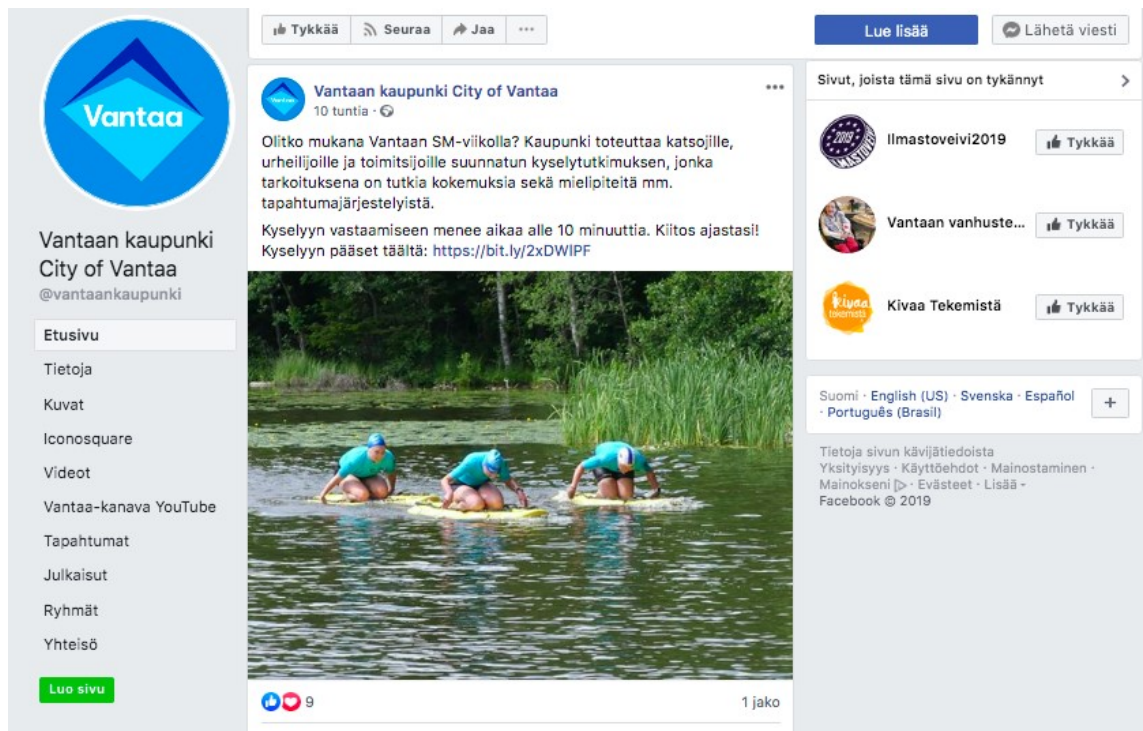 Vantaa
Vantaan kaupunki
City of Vantaa
@vantaankaupunki
Etusivu
Tietoja
Kuvat
Iconosquare
Videot
Vantaa-kanava YouTube
Tapahtumat
Julkaisut
Ryhmät
Yhteisö
Luo sivu
Tykkää
Seuraa
Jaa
Vantaa
Vantaan kaupunki City of Vantaa
10 tuntia ·
Olitko mukana Vantaan SM-viikolla? Kaupunki toteuttaa katsojille,
urheilijoille ja toimitsijoille suunnatun kyselytutkimuksen, jonka
tarkoituksena on tutkia kokemuksia sekä mielipiteitä mm.
tapahtumajärjestelyistä.
Kyselyyn vastaamiseen menee aikaa alle 10 minuuttia. Kiitos ajastasi!
Kyselyyn pääset täältä: https://bit.ly/2xDWlPF
9
1 jako
Lue lisää
Lähetä viesti
Sivut, joista tämä sivu on tykännyt
2019
Ilmastoveivi2019
Tykkää
Vantaan vanhuste...
Tykkää
kivaa
tekemistä
Kivaa Tekemistä
Tykkää
Suomi · English (US) · Svenska · Español
· Português (Brasil)
Tietoja sivun kävijätiedoista
Yksityisyys · Käyttöehdot · Mainostaminen ·
Mainokseni · Evästeet · Lisää
Facebook © 2019